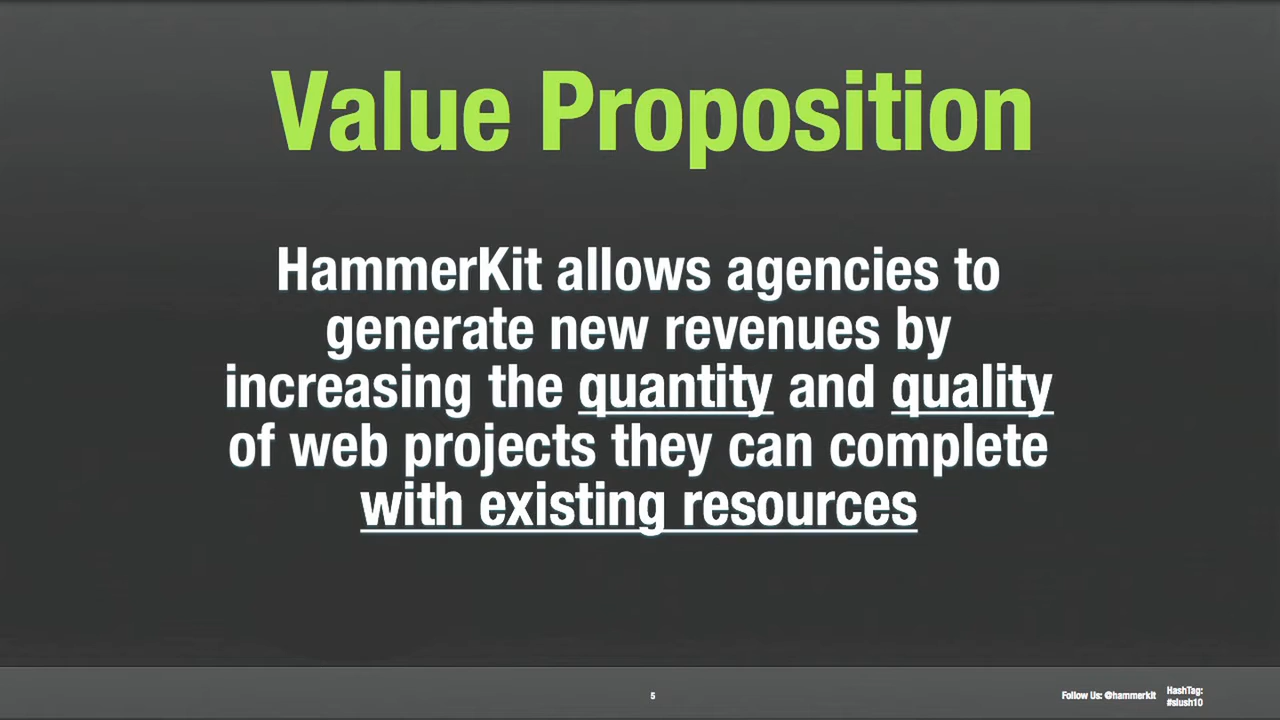 Value Proposition
HammerKit allows agencies to
generate new revenues by
increasing the quantity and quality
of web projects they can complete
with existing resources
5
Follow Us: @hammerkit
HashTag:
#slush10